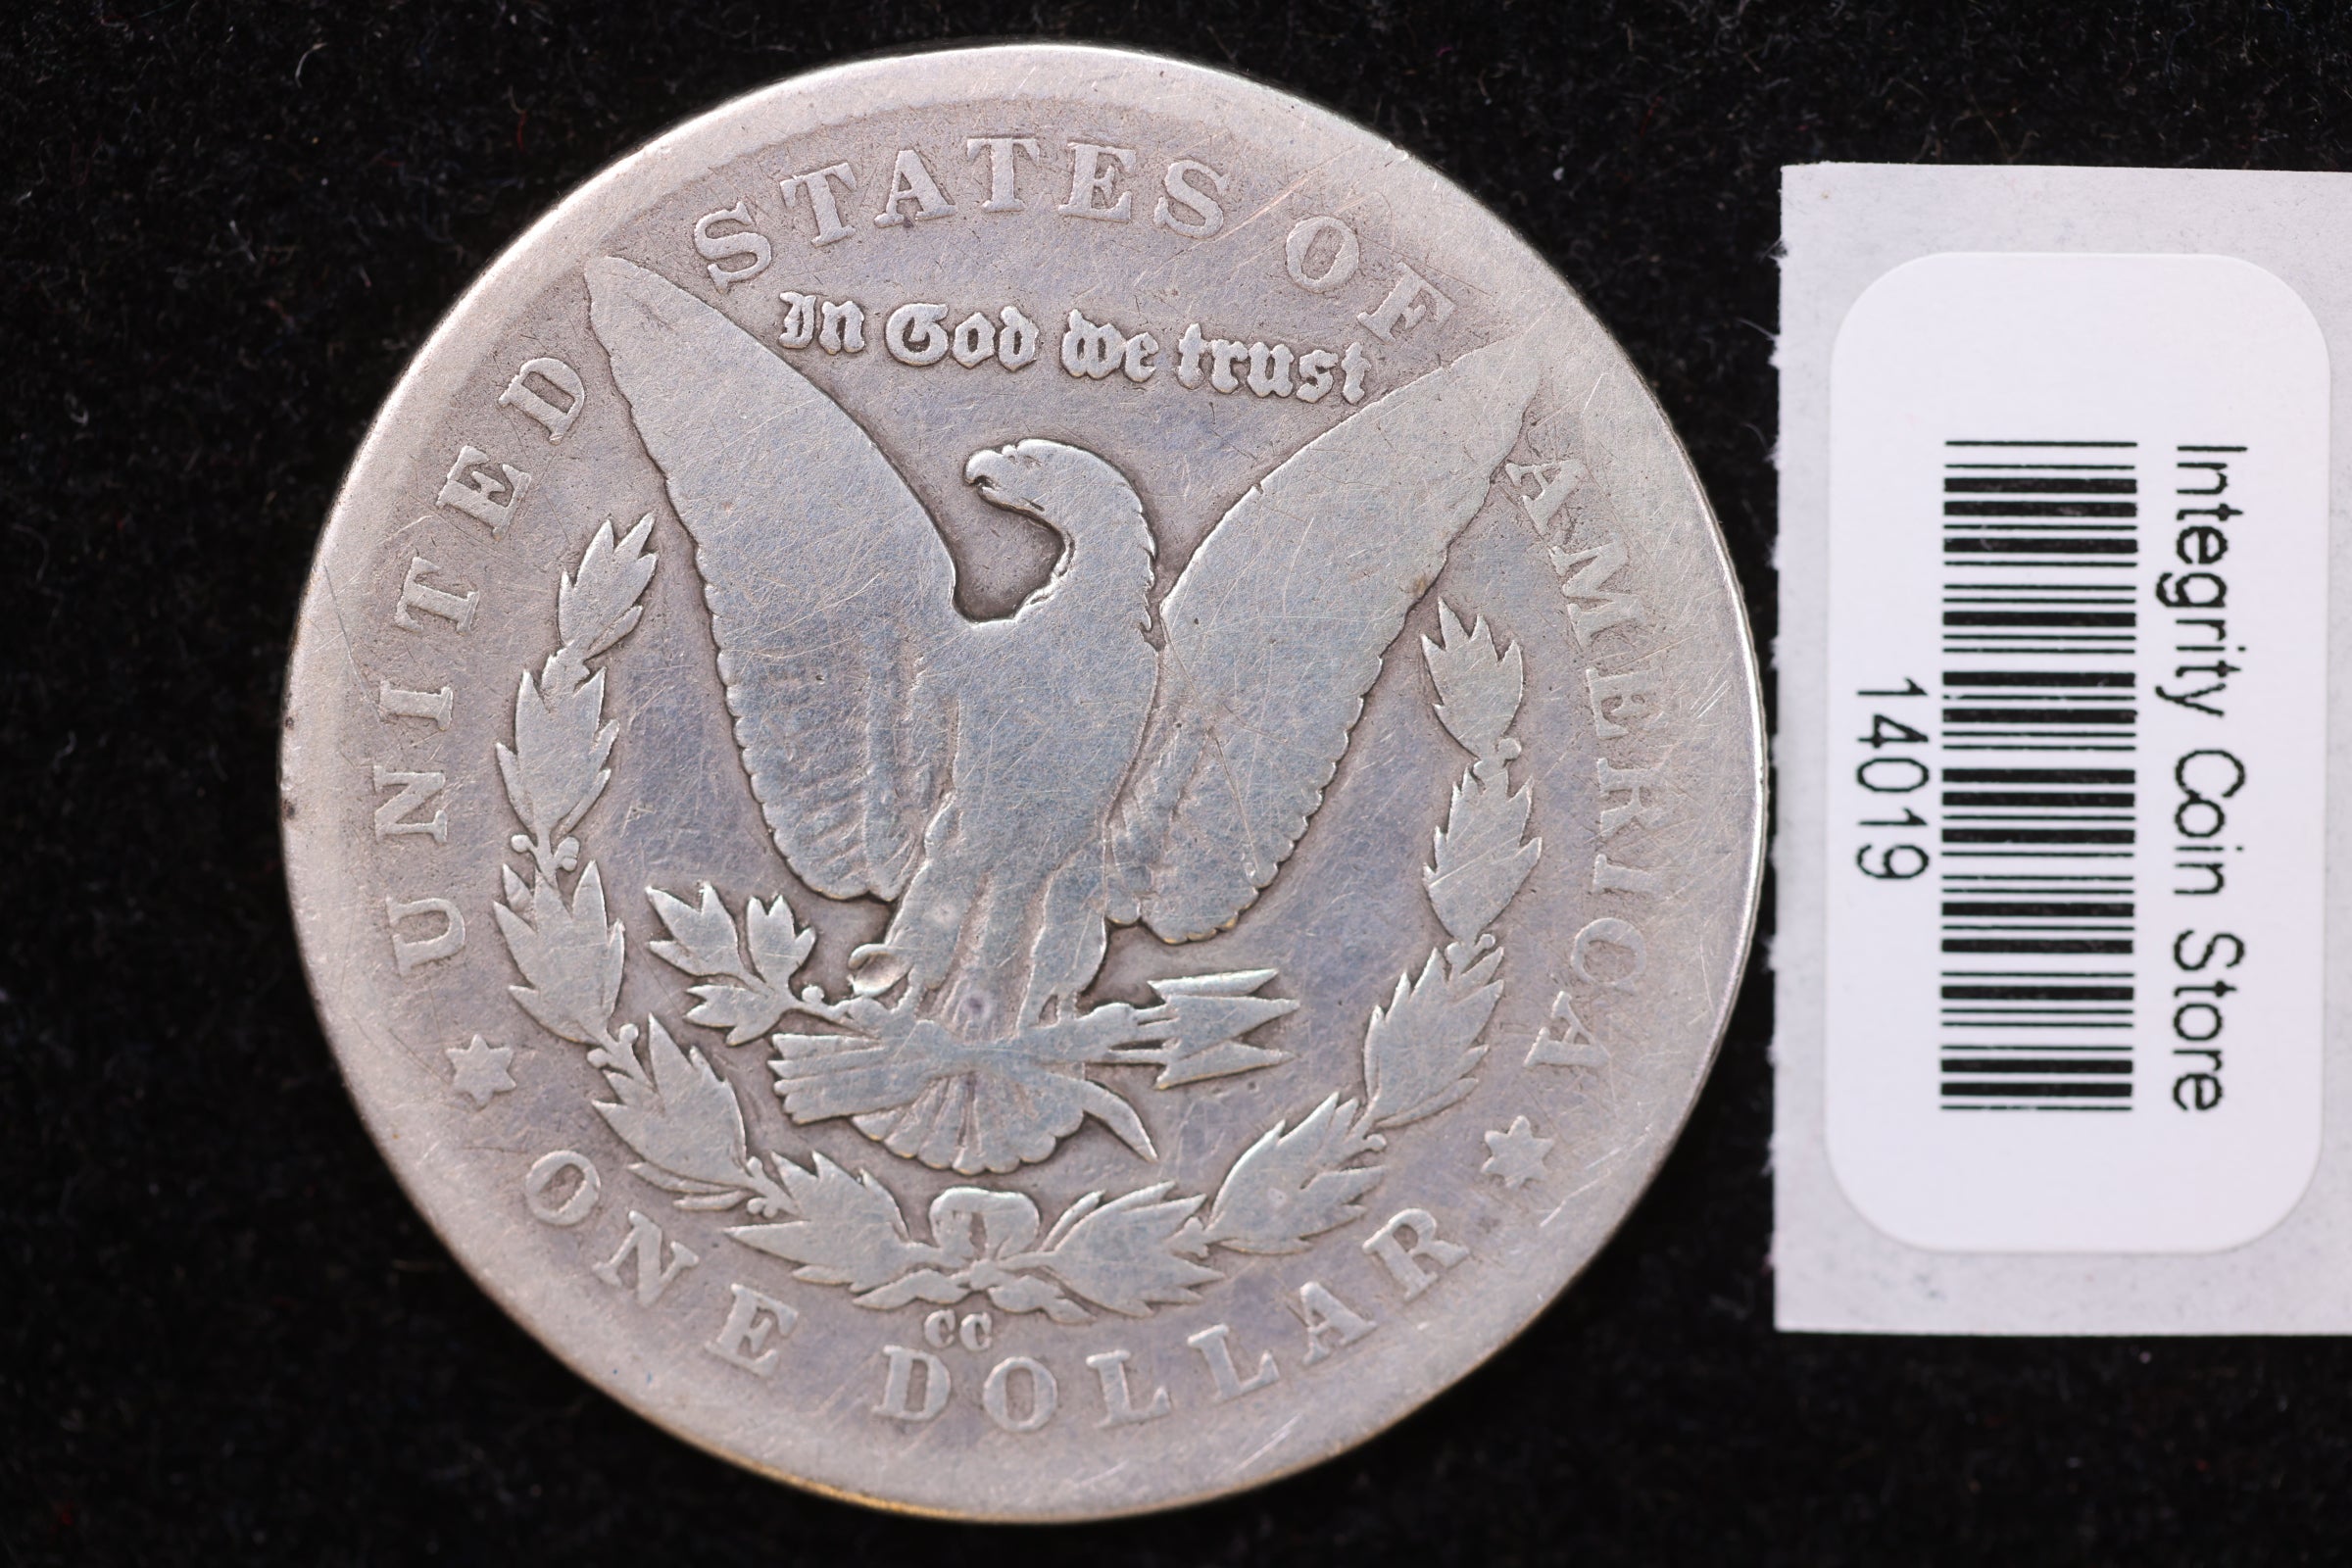 UNITED STATES OF AMERICA
In God we trust
CC
ONE DOLLAR
Integrity Coin Store
14019